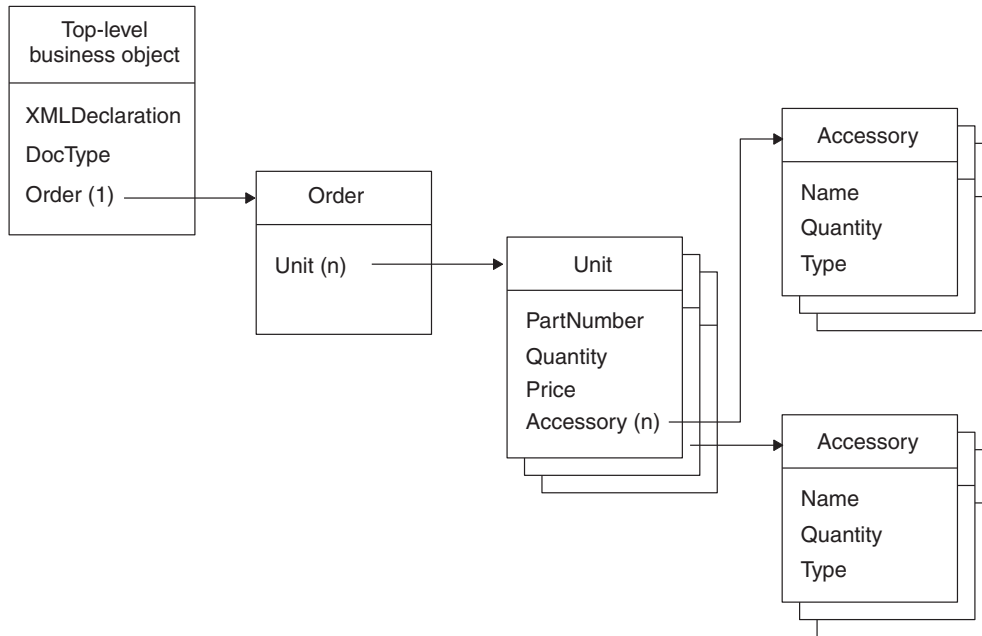 Top-level
business object
XMLDeclaration
DocType
Order (1)
Order
Unit (n)
Unit
PartNumber
Quantity
Price
Accessory (n)
Accessory
Name
Quantity
Type
Accessory
Name
Quantity
Type